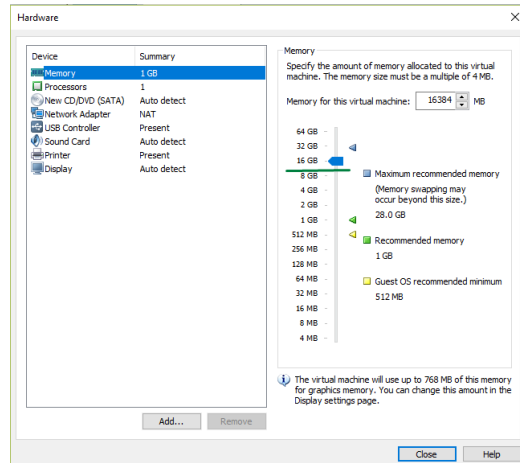 Hardware
Device Summary
Memory 1 GB
Processors 1
New CD/DVD (SATA) Auto detect
Network Adapter NAT
USB Controller Present
Sound Card Auto detect
Printer Present
Display Auto detect
Add... Remove
Memory
Specify the amount of memory allocated to this virtual
machine. The memory size must be a multiple of 4 MB.
Memory for this virtual machine: 16384 MB
64 GB
32 GB
16 GB
8 GB
4 GB
2 GB
1 GB
512 MB
256 MB
128 MB
64 MB
32 MB
16 MB
8 MB
4 MB
Maximum recommended memory
(Memory swapping may
occur beyond this size.)
28.0 GB
Recommended memory
1 GB
Guest OS recommended minimum
512 MB
The virtual machine will use up to 768 MB of this memory
for graphics memory. You can change this amount in the
Display settings page.
Close Help